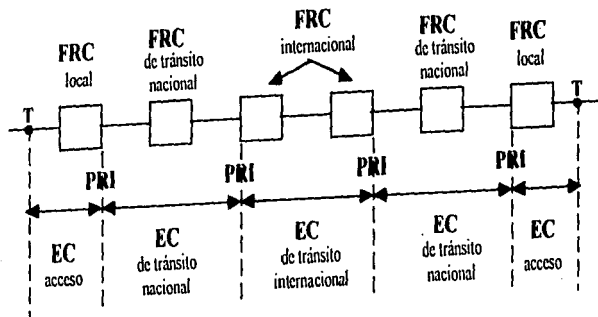 FRC
internacional
FRC
local
FRC
de tránsito
nacional
FRC
de tránsito
nacional
FRC
local
T
T
PRI
PRI
PRI
PRI
EC
acceso
EC
de tránsito
nacional
EC
de tránsito
internacional
EC
de tránsito
nacional
EC
acceso